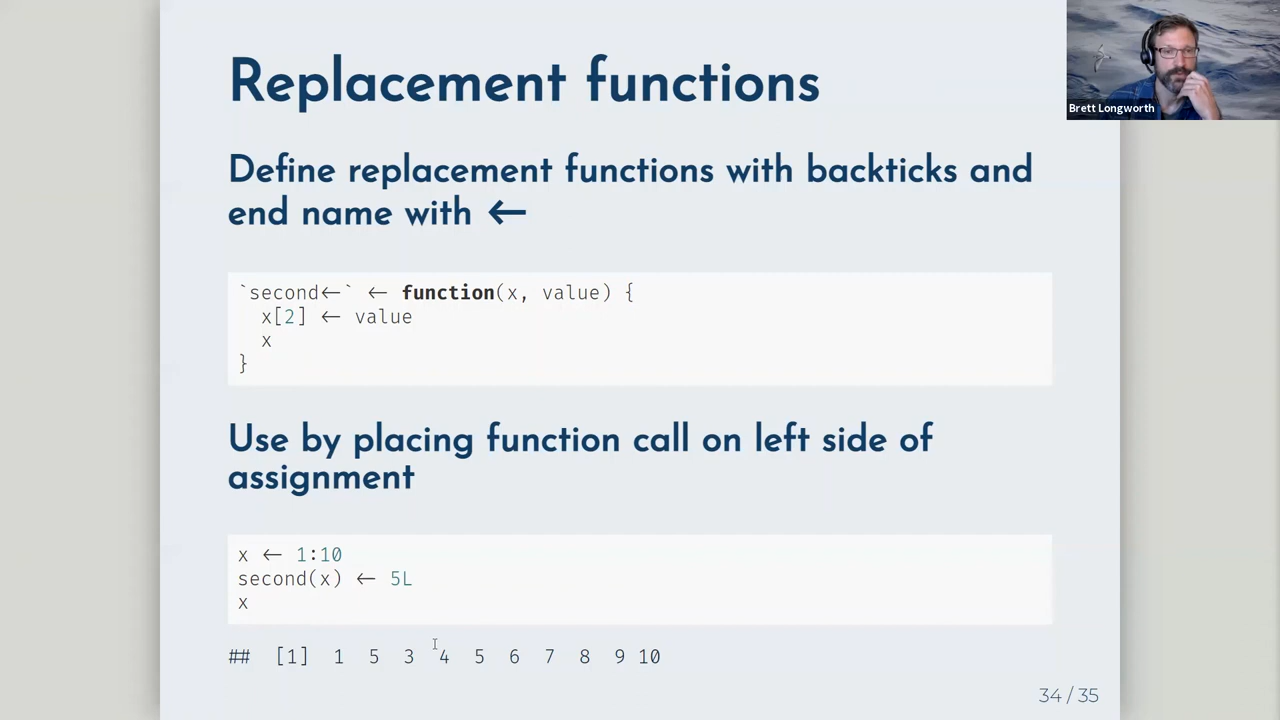 Replacement functions
Brett Longworth
Define replacement functions with backticks and
end name with ←
`second←` ← function(x, value) {
  x[2] ← value
  x
}
Use by placing function call on left side of
assignment
x ← 1:10
second(x) ← 5L
x
##  [1]  1  5  3  4  5  6  7  8  9 10
34 / 35